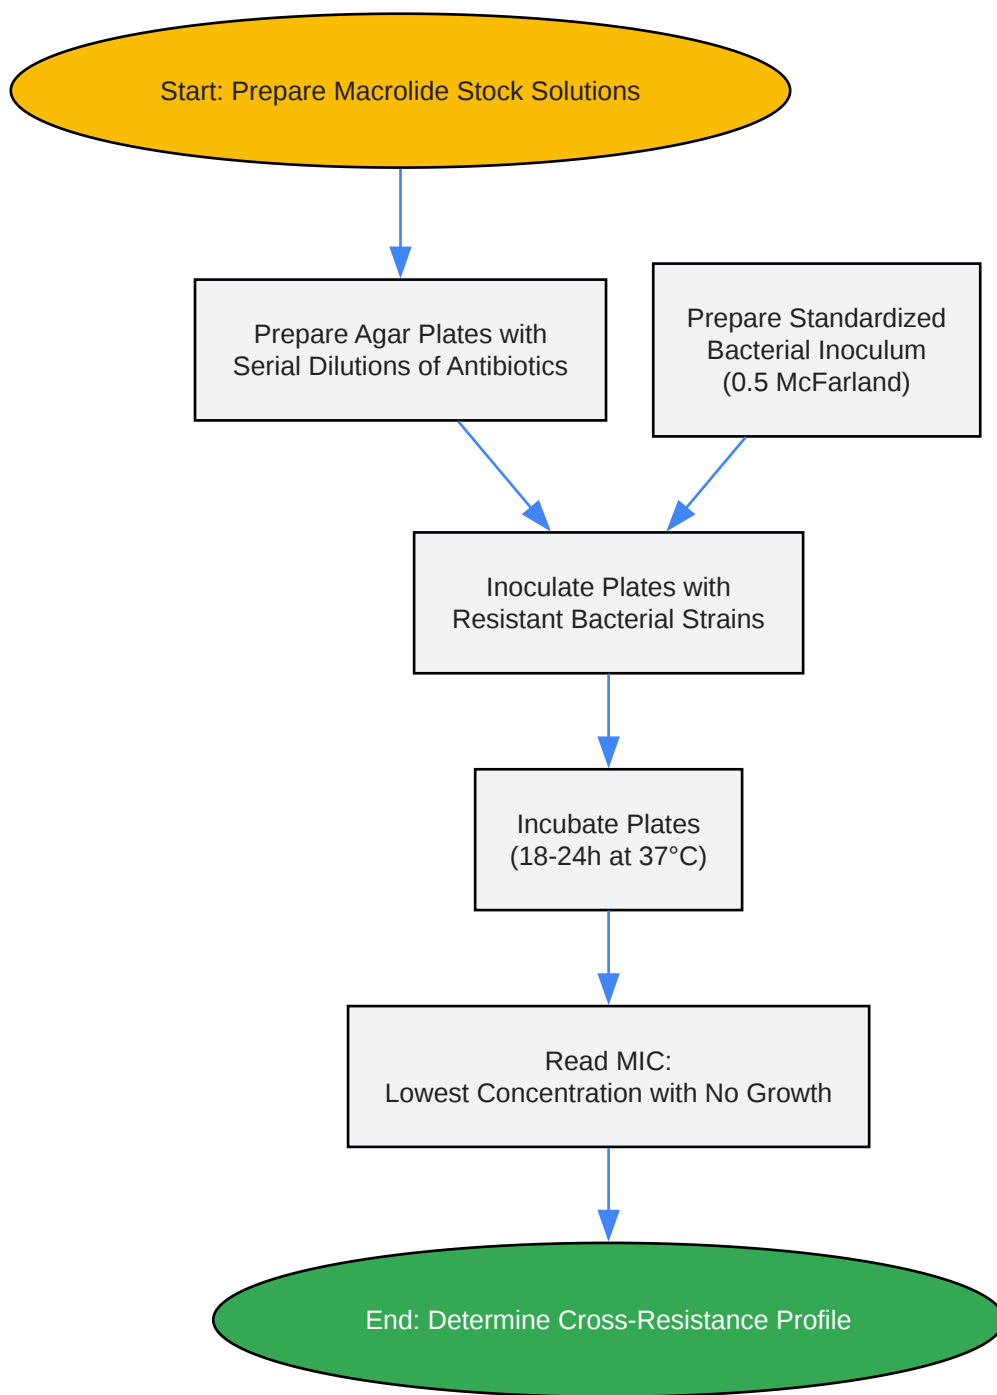 Start: Prepare Macrolide Stock Solutions
Prepare Agar Plates with
Serial Dilutions of Antibiotics
Prepare Standardized
Bacterial Inoculum
(0.5 McFarland)
Inoculate Plates with
Resistant Bacterial Strains
Incubate Plates
(18-24h at 37°C)
Read MIC:
Lowest Concentration with No Growth
End: Determine Cross-Resistance Profile